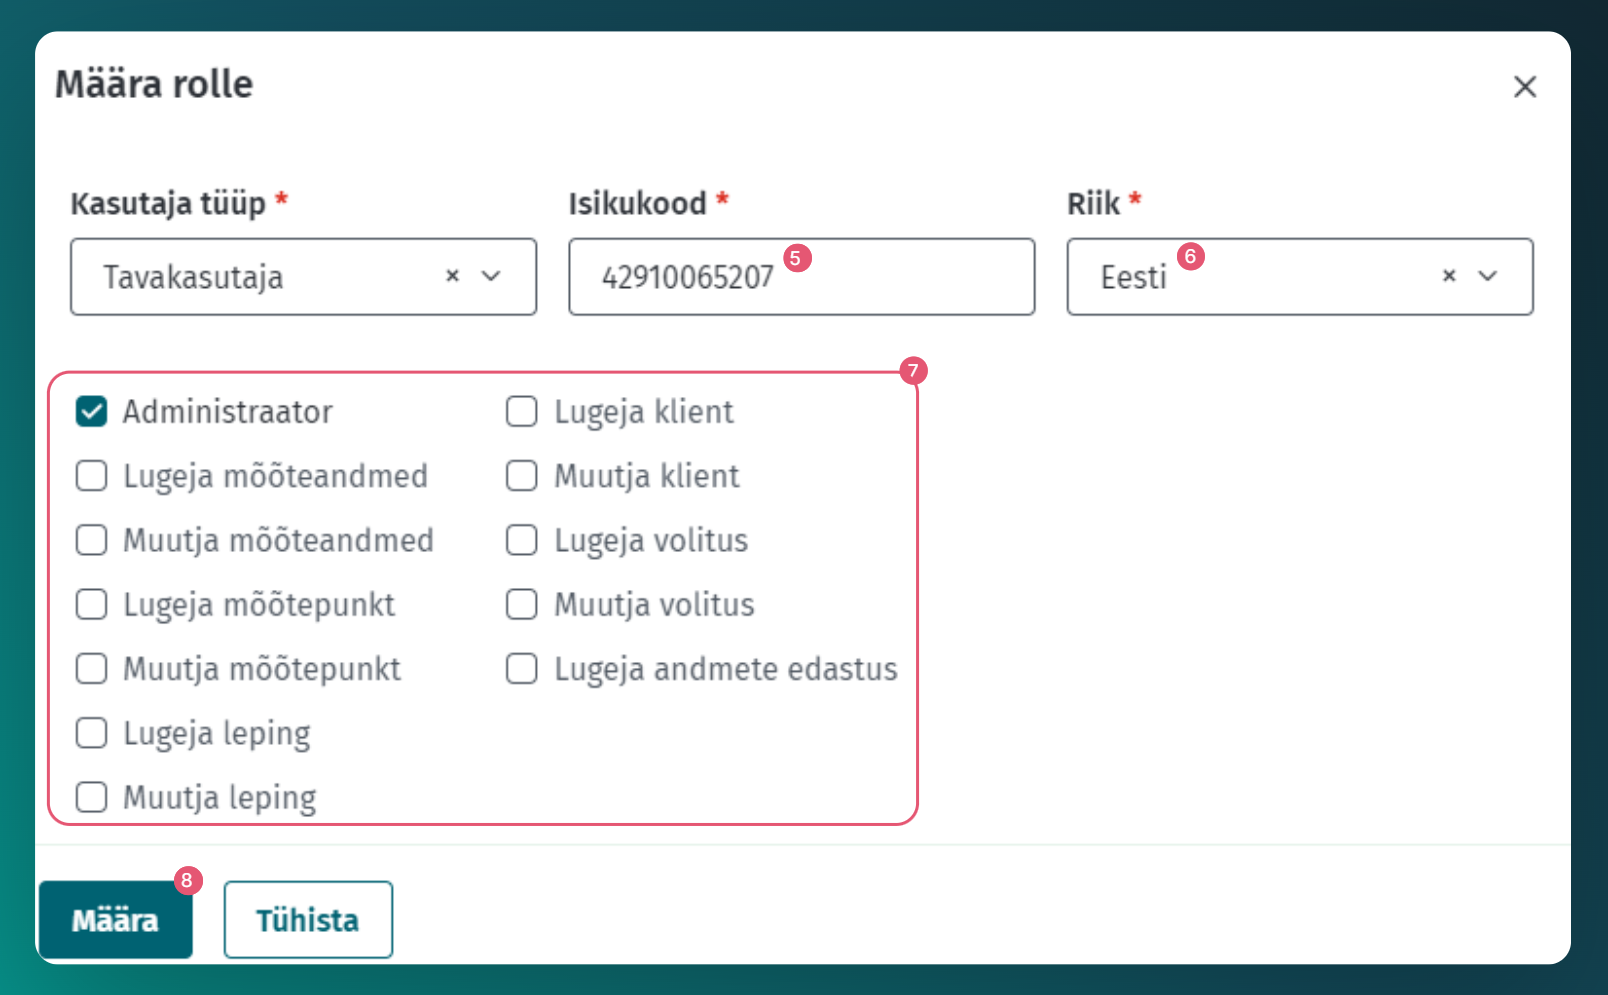 Määra rolle
Kasutaja tüüp * Isikukood * Riik *
Tavakasutaja 42910065207 5 Eesti 6
7
Administraator Lugeja klient
Lugeja mõõteandmed Muutja klient
Muutja mõõteandmed Lugeja volitus
Lugeja mõõtepunkt Muutja volitus
Muutja mõõtepunkt Lugeja andmete edastus
Lugeja leping
Muutja leping
8
Määra Tühista